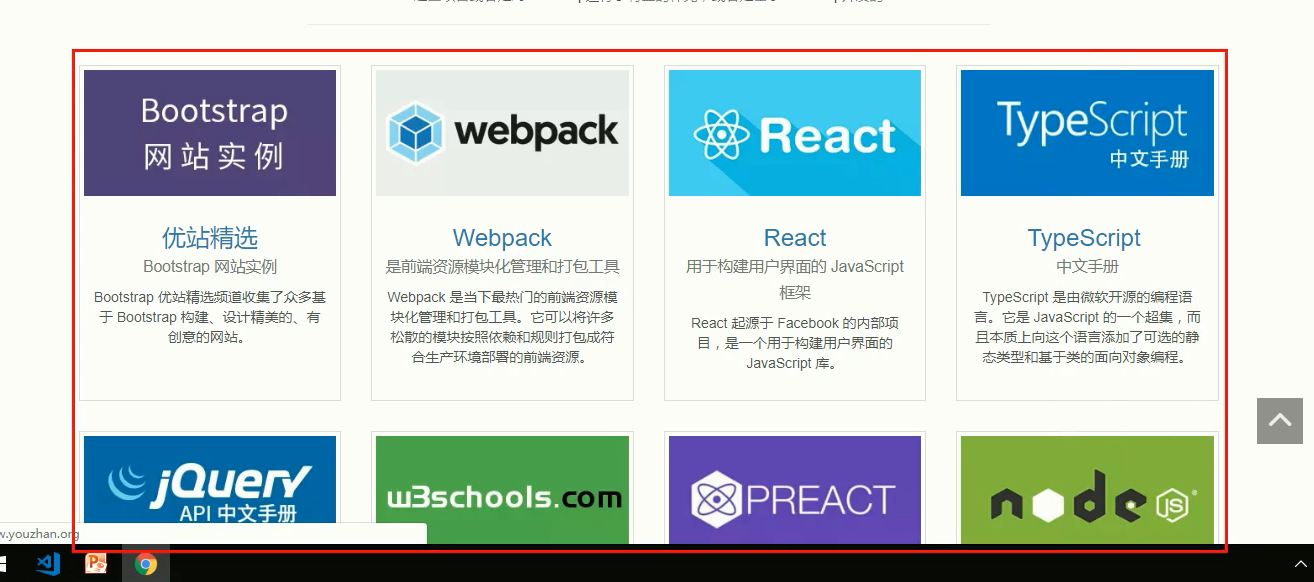 Bootstrap
网站实例
webpack
React
TypeScript
中文手册
优站精选
Bootstrap 网站实例
Bootstrap 优站精选频道收集了众多基
于 Bootstrap 构建、设计精美的、有
创意的网站。
Webpack
是前端资源模块化管理和打包工具
Webpack 是当下最热门的前端资源模
块化管理和打包工具。它可以将许多
松散的模块按照依赖和规则打包成符
合生产环境部署的前端资源。
React
用于构建用户界面的 JavaScript
框架
React 起源于 Facebook 的内部项
目，是一个用于构建用户界面的
JavaScript 库。
TypeScript
中文手册
TypeScript 是由微软开源的编程语
言。它是 JavaScript 的一个超集，而
且本质上向这个语言添加了可选的静
态类型和基于类的面向对象编程。
jQuery
API 中文手册
w3schools.com
PREACT
node
JS
w.youzhan.org